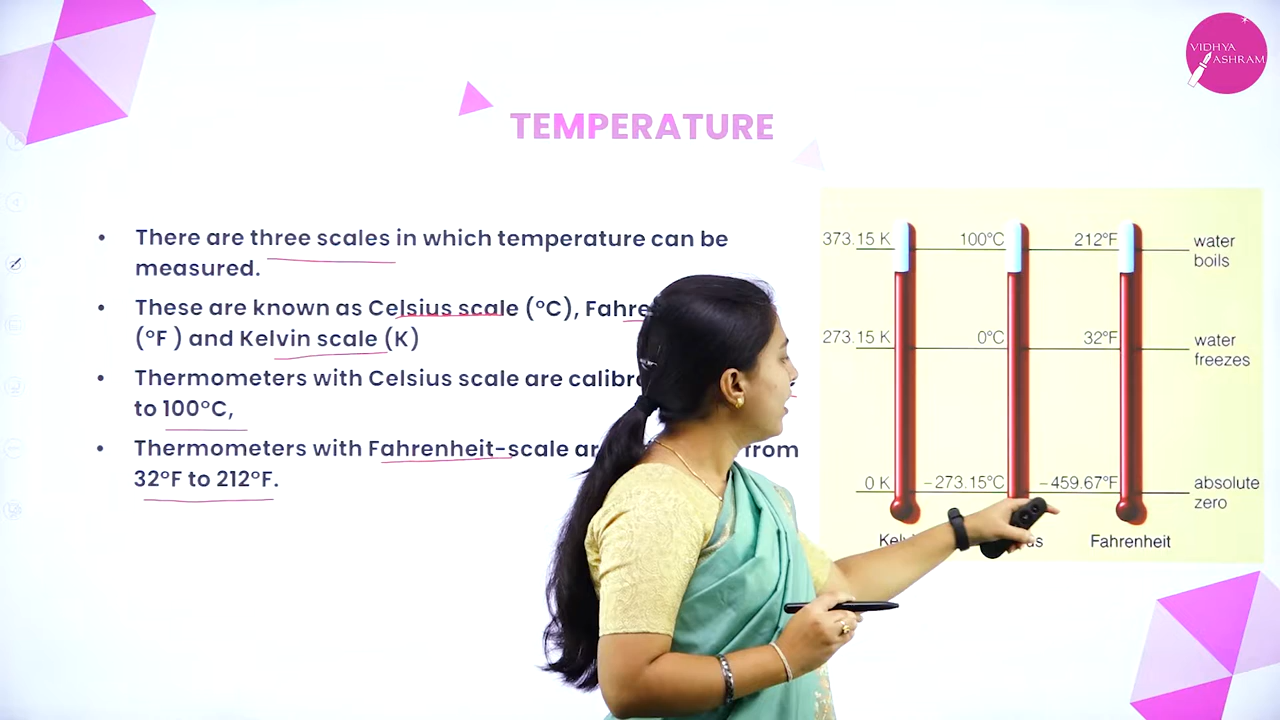 VIDHYA
ASHRAM
TEMPERATURE
• There are three scales in which temperature can be
measured.
• These are known as Celsius scale (°C),
(°F ) and Kelvin scale (K)
• Thermometers with Celsius scale are
to 100°C,
• Thermometers with Fahrenheit-scale from
32°F to 212°F.
373.15 K 100°C 212°F water
boils
273.15 K 0°C 32°F water
freezes
0 K –273.15°C –459.67°F absolute
zero
Fahrenheit